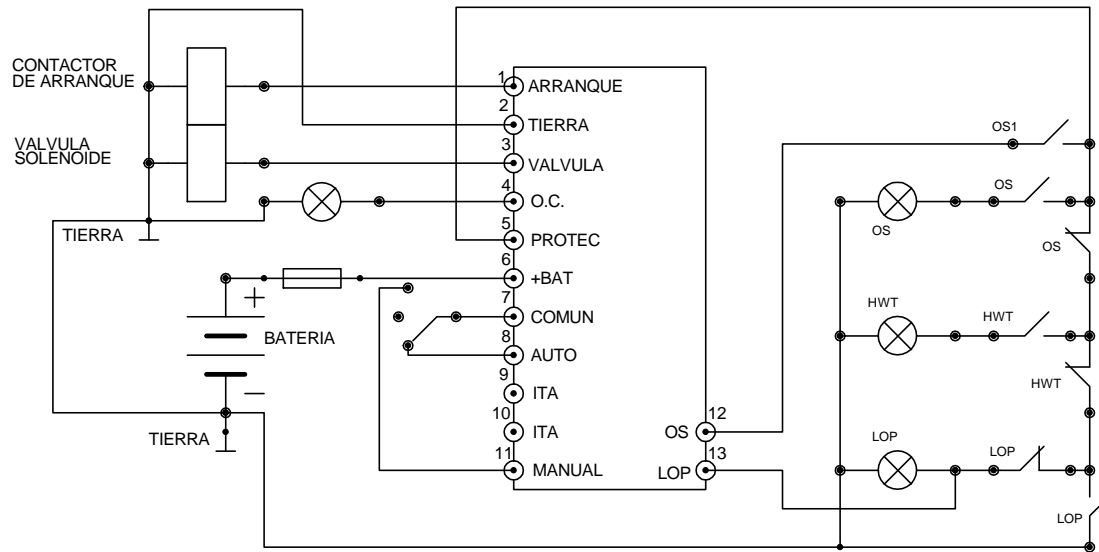 CONTACTOR
DE ARRANQUE
VALVULA
SOLENOIDE
TIERRA
+
BATERIA
−
TIERRA
1
ARRANQUE
2
TIERRA
3
VALVULA
4
O.C.
5
PROTEC
6
+BAT
7
COMUN
8
AUTO
9
ITA
10
ITA
11
MANUAL
12
OS
13
LOP
OS1
OS
OS
OS
HWT
HWT
HWT
LOP
LOP
LOP